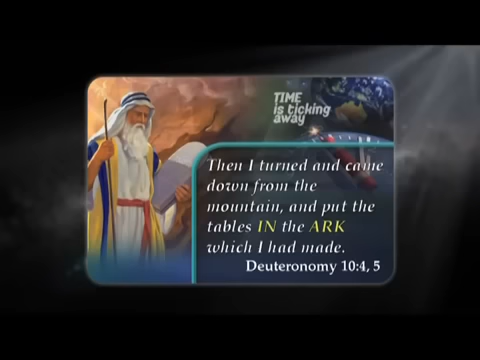 TIME
is ticking
away
Then I turned and came
down from the
mountain, and put the
tables IN the ARK
which I had made.
Deuteronomy 10:4, 5